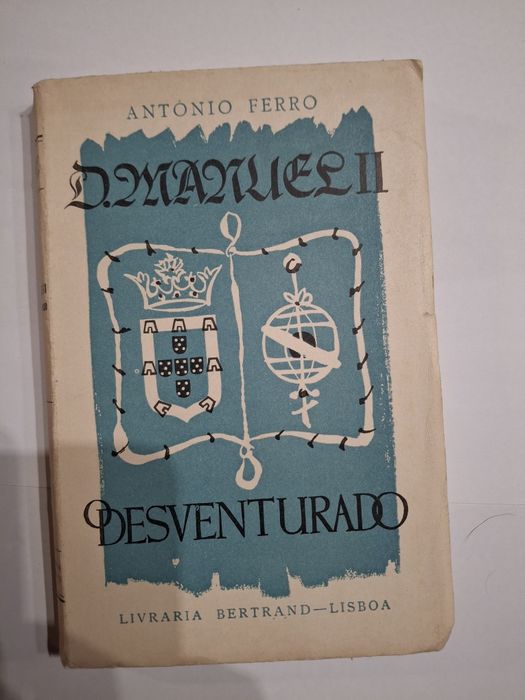 ANTÓNIO FERRO
D. MANUEL II
O DESVENTURADO
LIVRARIA BERTRAND—LISBOA